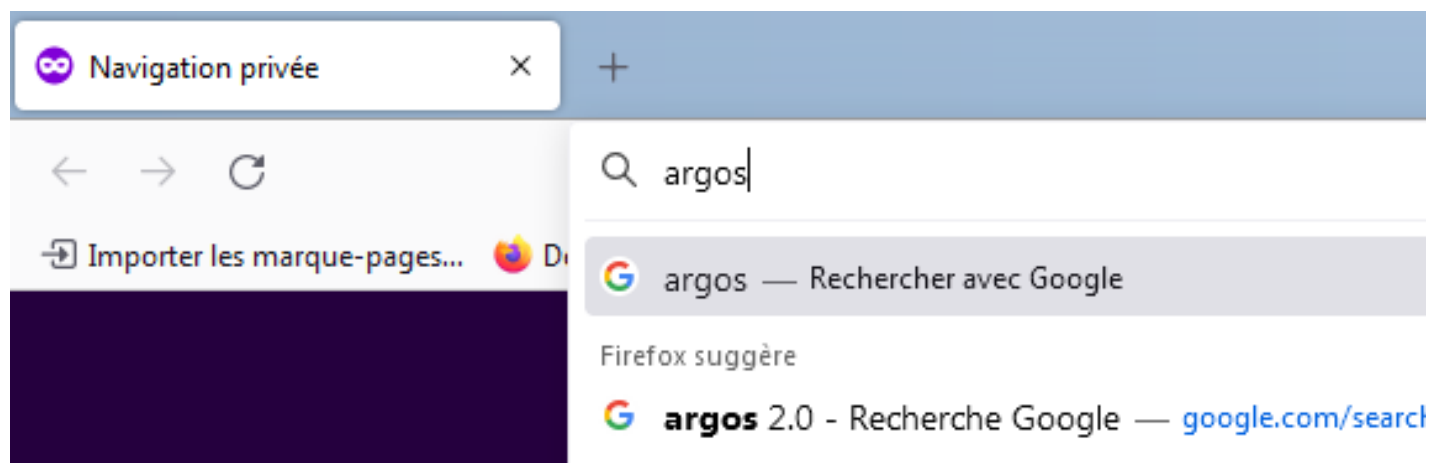 Navigation privée
argos
Importer les marque-pages...
argos — Rechercher avec Google
Firefox suggère
argos 2.0 - Recherche Google — google.com/search